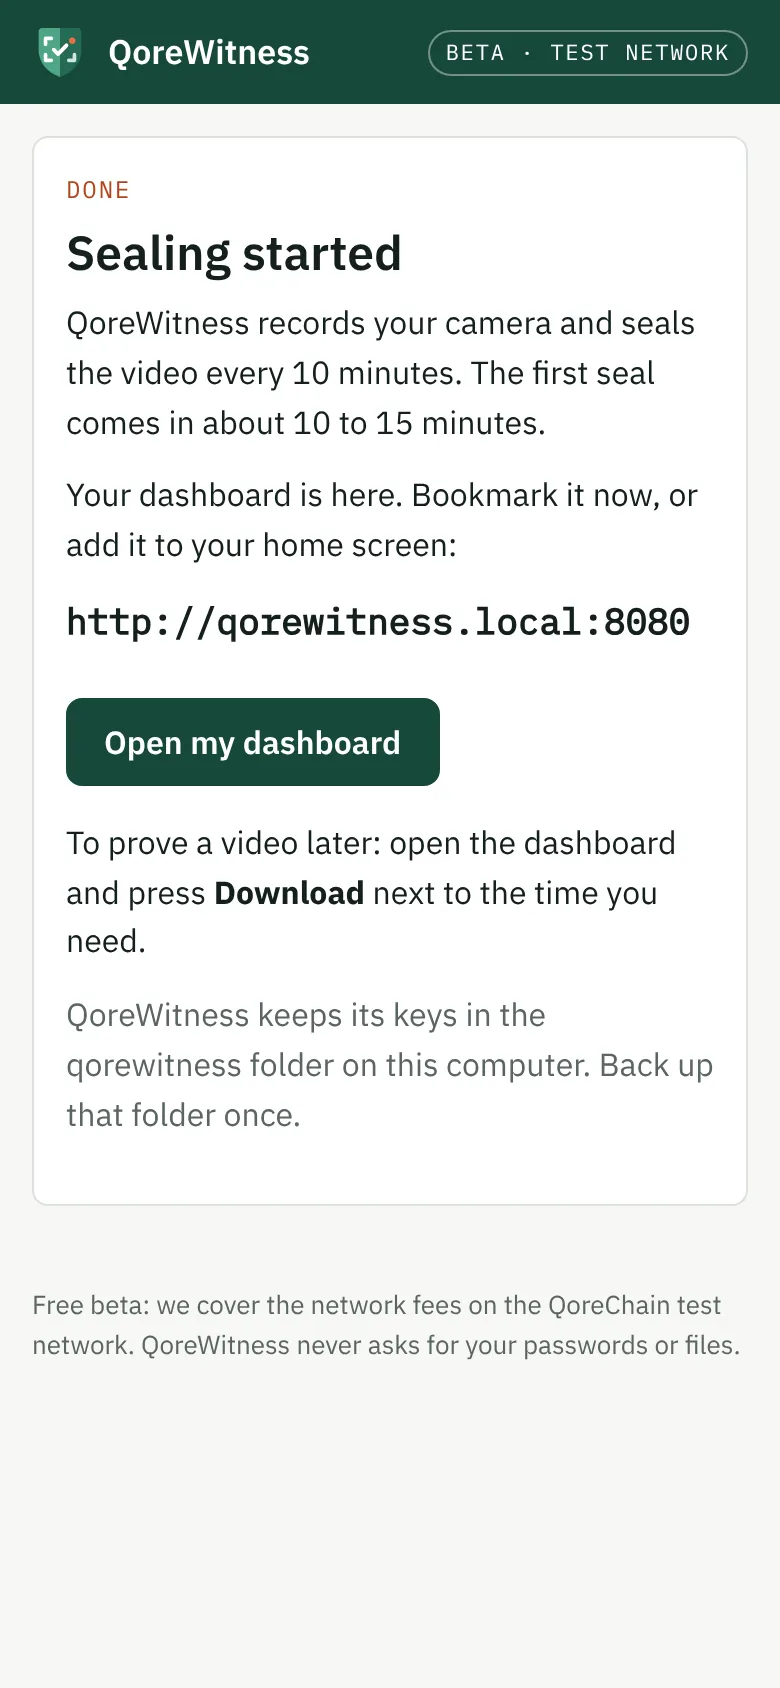 QoreWitness
BETA · TEST NETWORK
DONE
Sealing started
QoreWitness records your camera and seals
the video every 10 minutes. The first seal
comes in about 10 to 15 minutes.
Your dashboard is here. Bookmark it now, or
add it to your home screen:
http://qorewitness.local:8080
Open my dashboard
To prove a video later: open the dashboard
and press Download next to the time you
need.
QoreWitness keeps its keys in the
qorewitness folder on this computer. Back up
that folder once.
Free beta: we cover the network fees on the QoreChain test
network. QoreWitness never asks for your passwords or files.